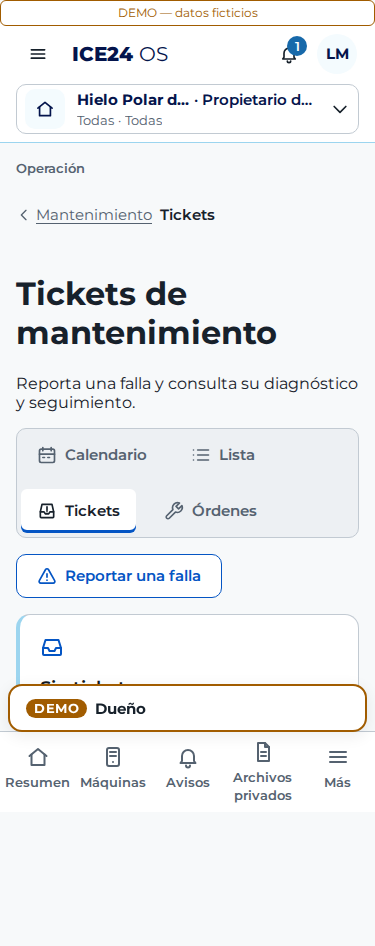 DEMO — datos ficticios
ICE24 OS
1
LM
Hielo Polar d... · Propietario d...
Todas · Todas
Operación
Mantenimiento Tickets
Tickets de
mantenimiento
Reporta una falla y consulta su diagnóstico
y seguimiento.
Calendario
Lista
Tickets
Órdenes
Reportar una falla
DEMO Dueño
Resumen
Máquinas
Avisos
Archivos
privados
Más